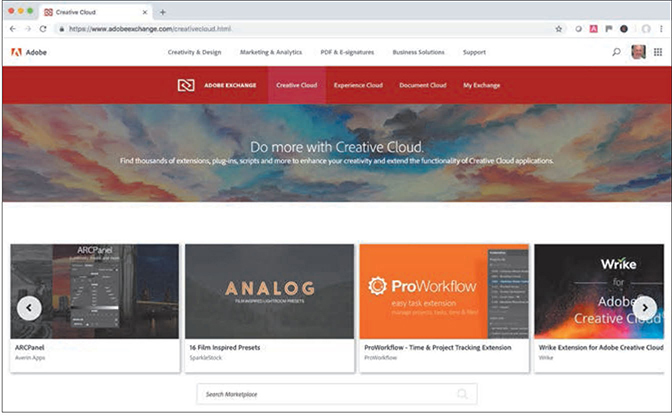 Creative Cloud
https://www.adobeexchange.com/creativecloud.html
Adobe
Creativity & Design
Marketing & Analytics
PDF & E-signatures
Business Solutions
Support
ADOBE EXCHANGE
Creative Cloud
Experience Cloud
Document Cloud
My Exchange
Do more with Creative Cloud.
Find thousands of extensions, plug-ins, scripts and more to enhance your creativity and extend the functionality of Creative Cloud applications.
ARCPanel
ARCPanel
Averin Apps
ANALOG
FILM INSPIRED LIGHTROOM PRESETS
16 Film Inspired Presets
SparkleStock
ProWorkflow
easy task extension
manage projects, tasks, time & files!
ProWorkflow - Time & Project Tracking Extension
ProWorkflow
Wrike
for
Adobe
Creative Cloud
Wrike Extension for Adobe Creative Cloud
Wrike
Search Marketplace